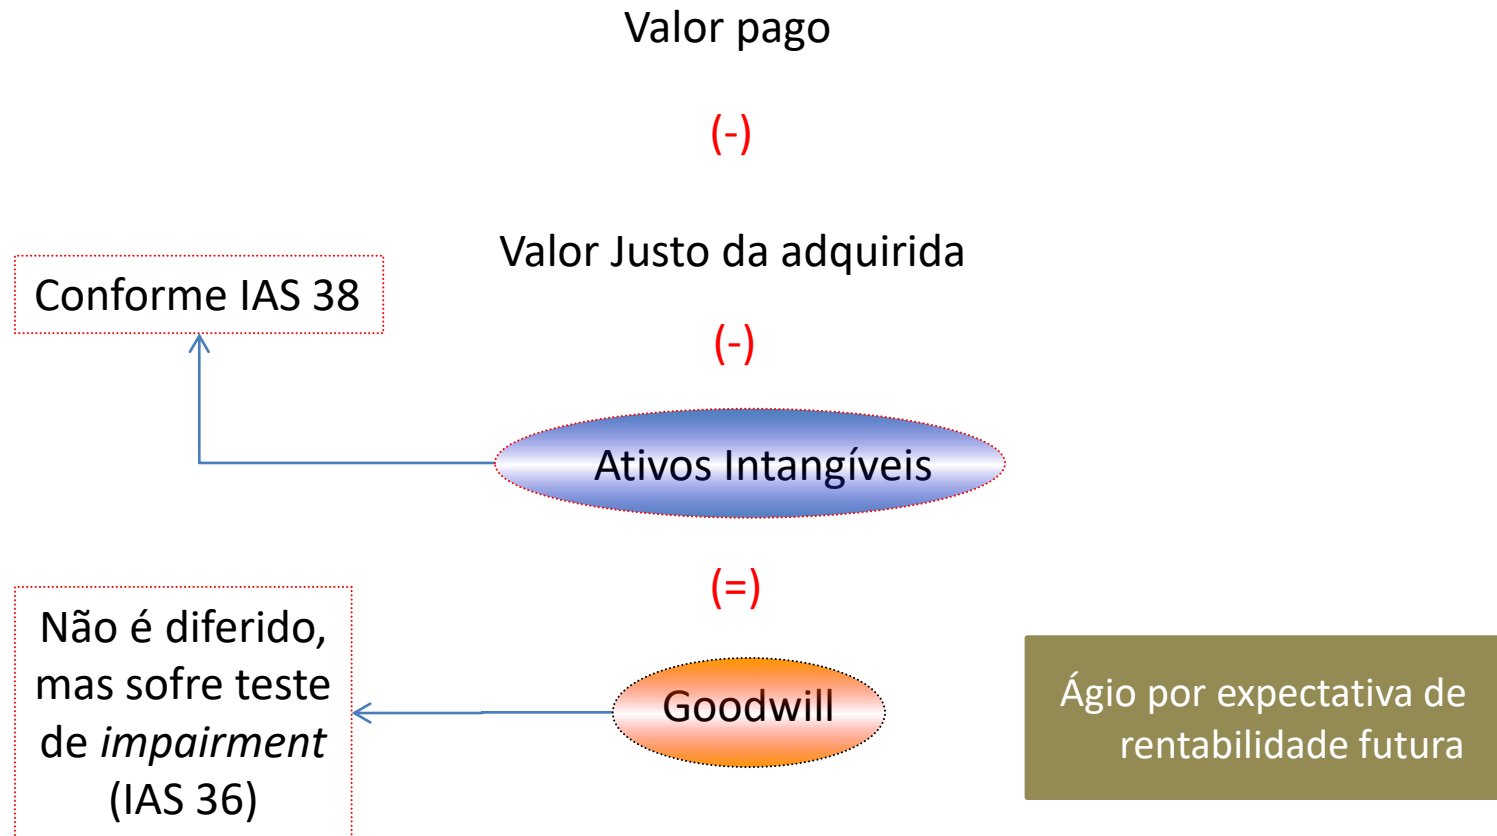 Valor pago
(-)
Valor Justo da adquirida
Conforme IAS 38
(-)
Ativos Intangíveis
(=)
Não é diferido,
mas sofre teste
de impairment
(IAS 36)
Goodwill
Ágio por expectativa de
rentabilidade futura